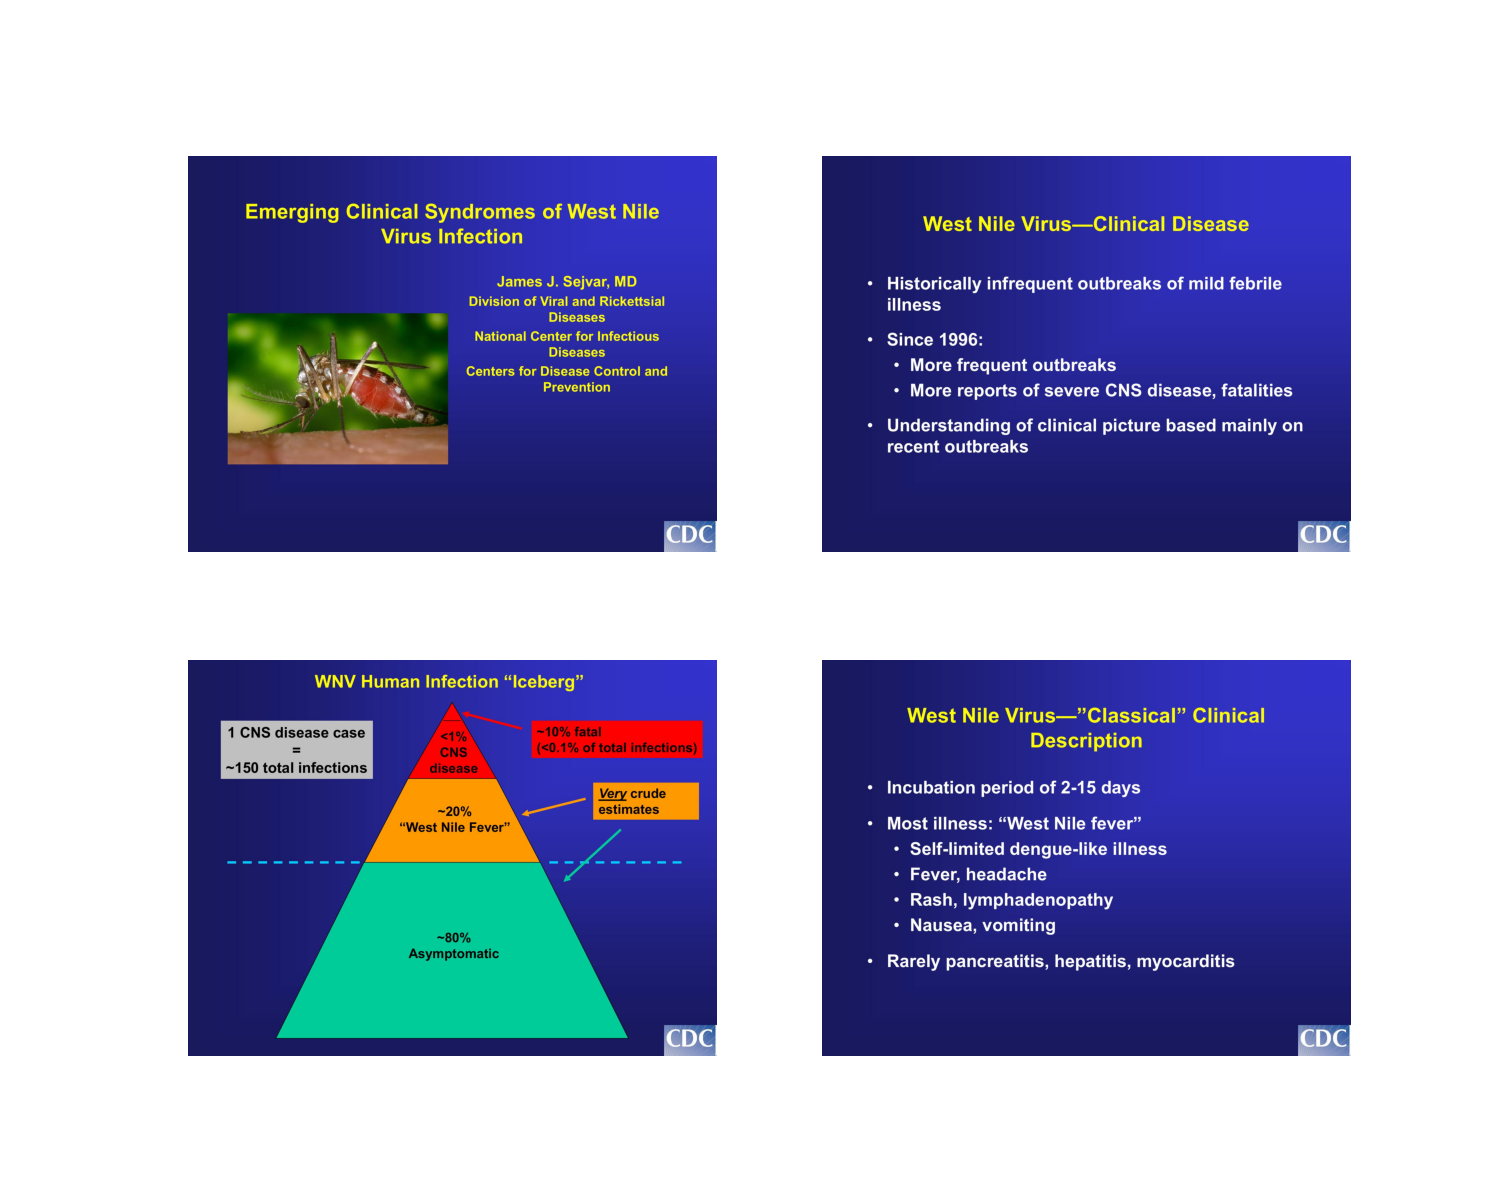 Emerging Clinical Syndromes of West Nile
Virus Infection
James J. Sejvar, MD
Division of Viral and Rickettsial
Diseases
National Center for Infectious
Diseases
Centers for Disease Control and
Prevention
CDC
West Nile Virus—Clinical Disease
• Historically infrequent outbreaks of mild febrile
illness
• Since 1996:
• More frequent outbreaks
• More reports of severe CNS disease, fatalities
• Understanding of clinical picture based mainly on
recent outbreaks
CDC
WNV Human Infection “Iceberg”
1 CNS disease case
=
~150 total infections
<1%
CNS
disease
~10% fatal
(<0.1% of total infections)
Very crude
estimates
~20%
“West Nile Fever”
~80%
Asymptomatic
CDC
West Nile Virus—”Classical” Clinical
Description
• Incubation period of 2-15 days
• Most illness: “West Nile fever”
• Self-limited dengue-like illness
• Fever, headache
• Rash, lymphadenopathy
• Nausea, vomiting
• Rarely pancreatitis, hepatitis, myocarditis
CDC